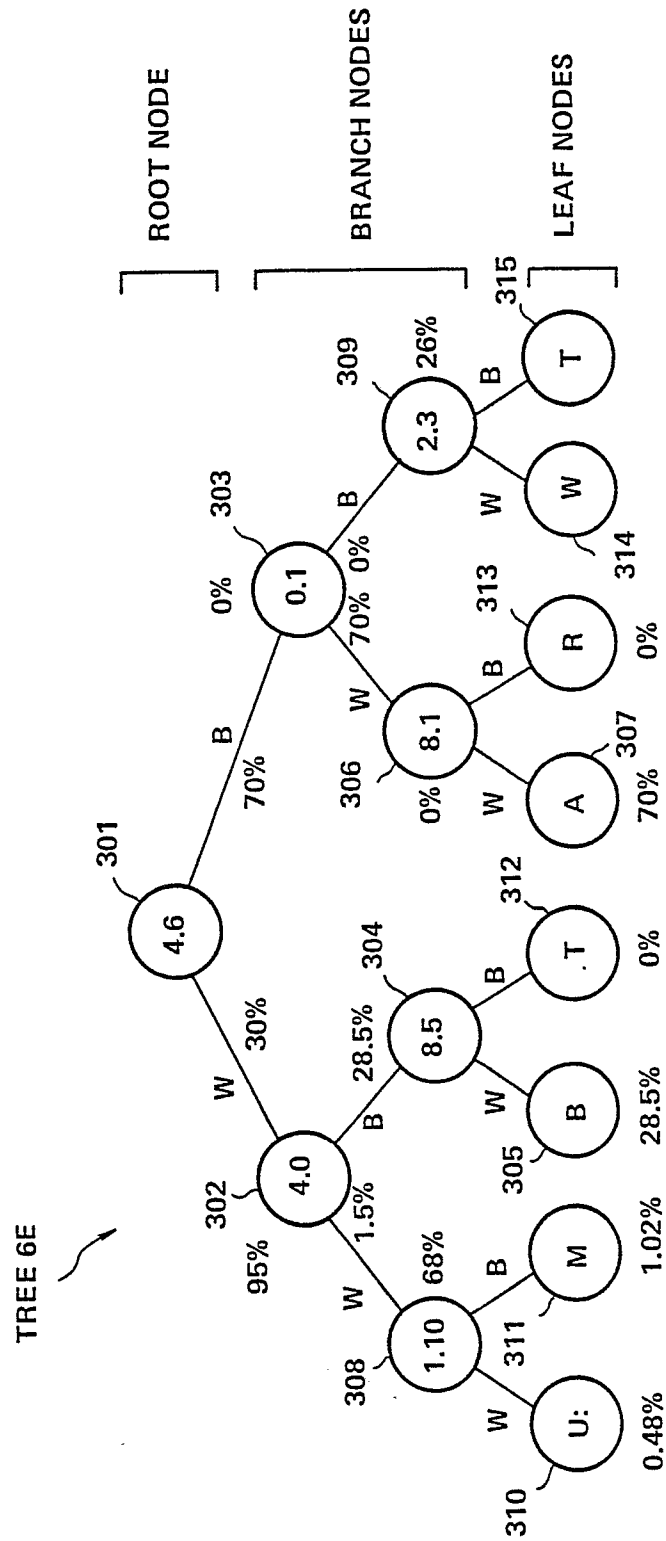 TREE 6E
301
4.6
ROOT NODE
W
30%
B
70%
95%
302
4.0
0%
303
0.1
W
1.5%
B
28.5%
W
70%
B
0%
BRANCH NODES
308
1.10
68%
304
8.5
306
8.1
0%
309
2.3
26%
W
B
W
B
W
B
W
B
310
U:
311
M
305
B
312
.T
A
307
313
R
W
314
315
T
LEAF NODES
0.48%
1.02%
28.5%
0%
70%
0%